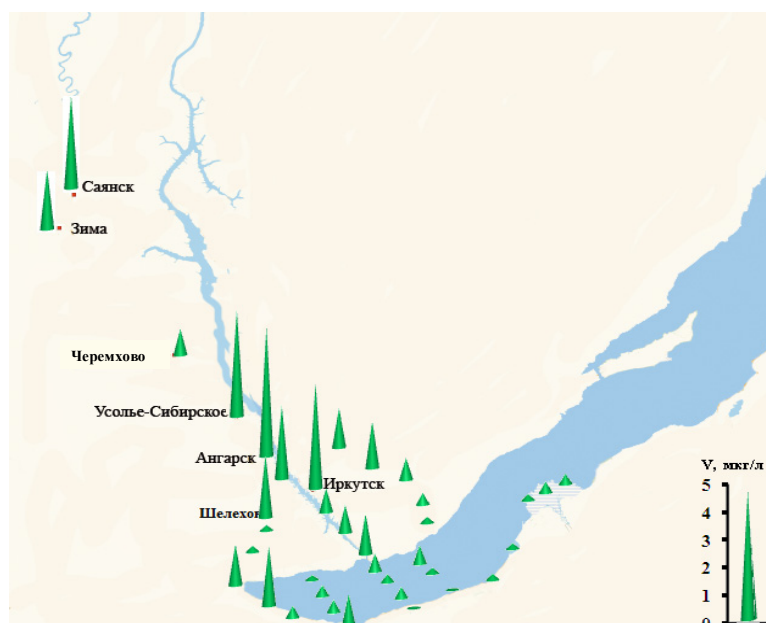 Саянск
Зима
Черемхово
Усолье-Сибирское
Ангарск
Иркутск
Шелехов
V, мкг/л
5
4
3
2
1
0